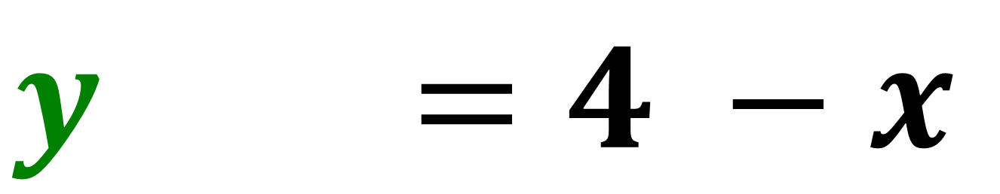 y = 4 − x